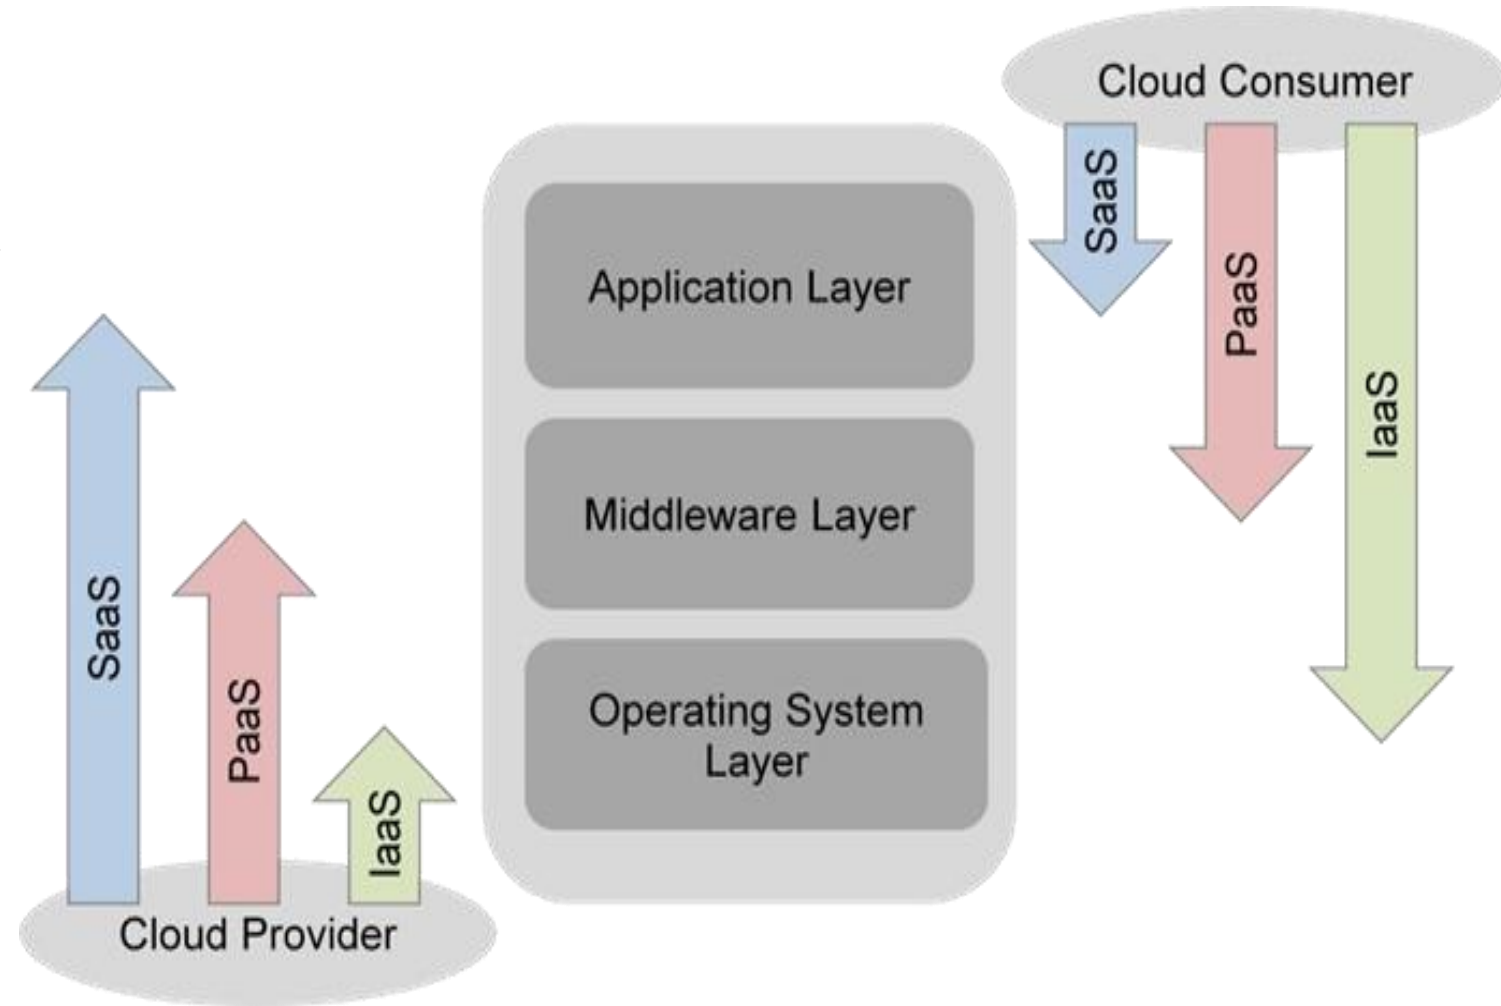 Cloud Consumer
SaaS
PaaS
IaaS
Application Layer
Middleware Layer
Operating System
Layer
SaaS
PaaS
IaaS
Cloud Provider